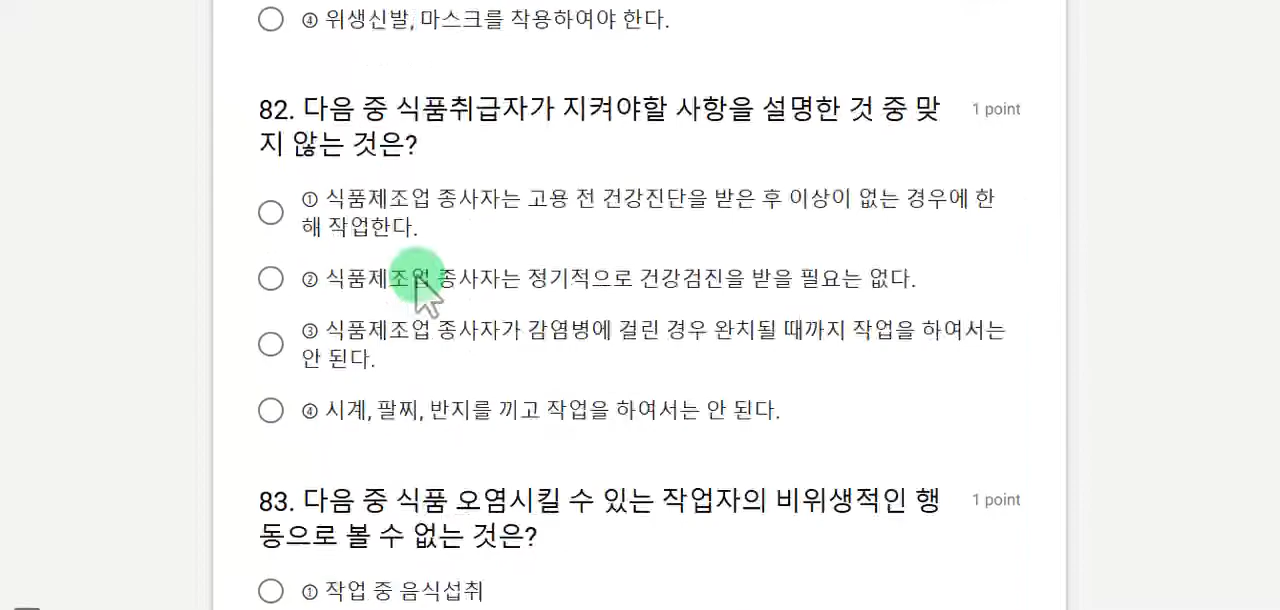 ④ 위생신발, 마스크를 착용하여야 한다.
82. 다음 중 식품취급자가 지켜야할 사항을 설명한 것 중 맞
지 않는 것은?
1 point
① 식품제조업 종사자는 고용 전 건강진단을 받은 후 이상이 없는 경우에 한
해 작업한다.
② 식품제조업 종사자는 정기적으로 건강검진을 받을 필요는 없다.
③ 식품제조업 종사자가 감염병에 걸린 경우 완치될 때까지 작업을 하여서는
안 된다.
④ 시계, 팔찌, 반지를 끼고 작업을 하여서는 안 된다.
83. 다음 중 식품 오염시킬 수 있는 작업자의 비위생적인 행
동으로 볼 수 없는 것은?
1 point
① 작업 중 음식섭취